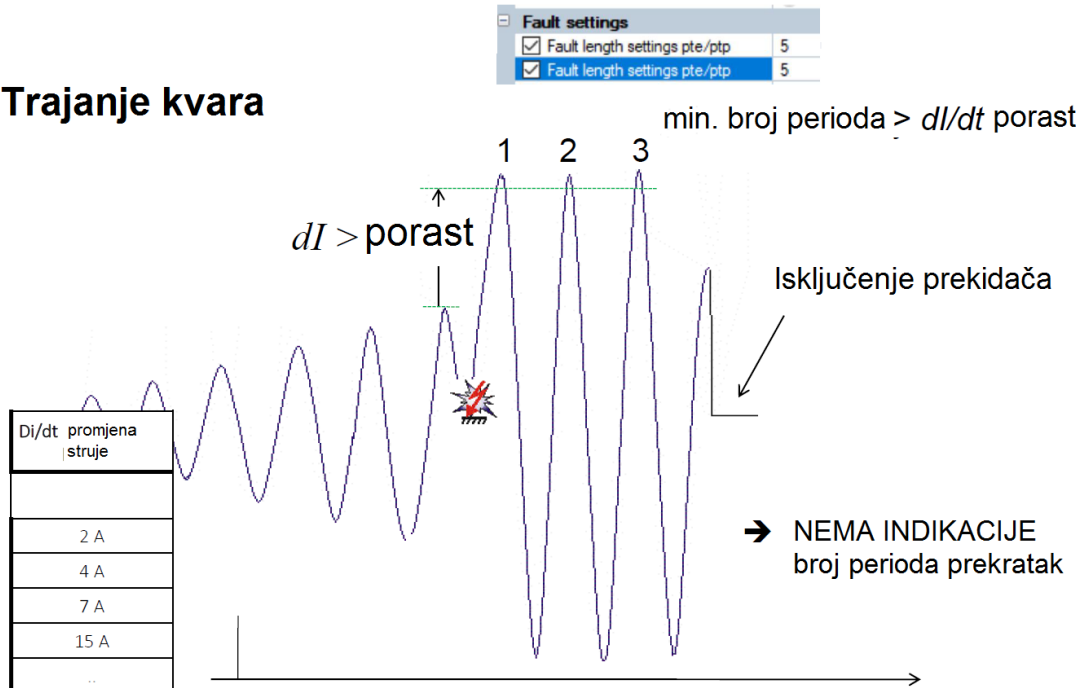 Fault settings
Fault length settings pte/ptp 5
Fault length settings pte/ptp 5
Trajanje kvara
min. broj perioda > dI/dt porast
1 2 3
dI > porast
Isključenje prekidača
Di/dt promjena
struje
2 A
4 A
7 A
15 A
..
➔ NEMA INDIKACIJE
broj perioda prekratak